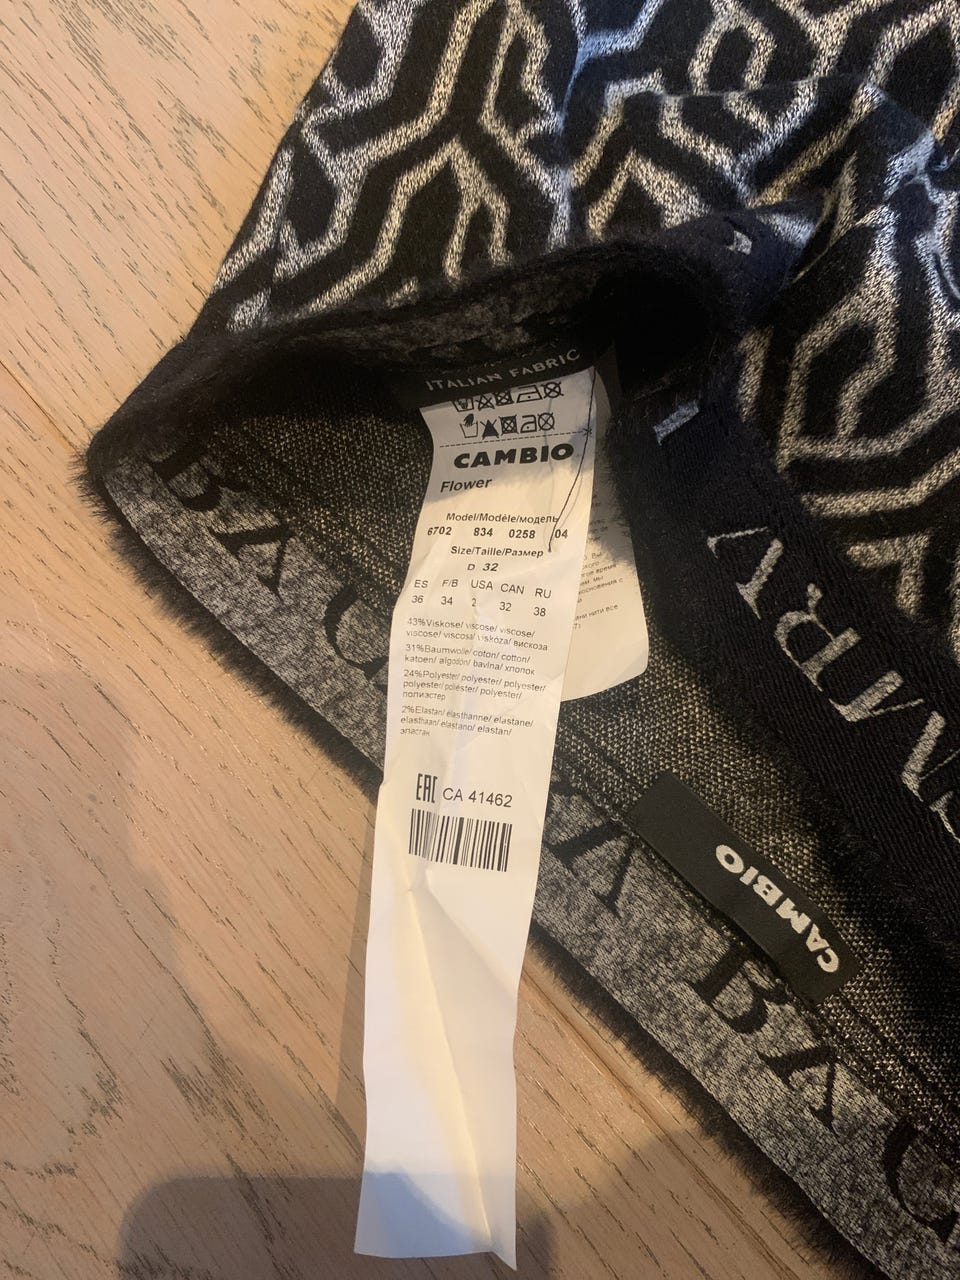 ITALIAN FABRIC
CAMBIO
Flower
Model/Modèle/модель
6702 834 0258 04
Size/Taille/Размер
D 32
ES F/B USA CAN RU
36 34 2 32 38
43%Viskose/ viscose/ viscose/
viscose/ viscosa/ viskóza/ вискоза
31%Baumwolle/ coton/ cotton/
katoen/ algodón/ bavlna/ хлопок
24%Polyester/ polyester/ polyester/
polyester/ poliéster/ polyester/
полиэстер
2%Elastan/ élasthanne/ elastane/
elasthaan/ elastano/ elastan/
эластан
EAC CA 41462
CAMBIO